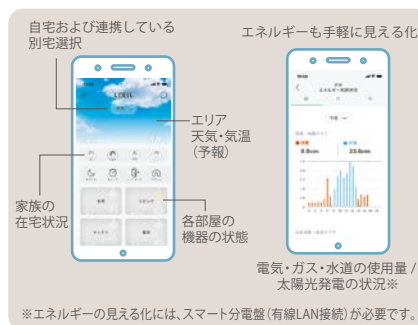 自宅および連携している
別宅選択
エネルギーも手軽に見える化
エリア
天気・気温
（予報）
家族の
在宅状況
各部屋の
機器の状態
電気・ガス・水道の使用量 /
太陽光発電の状況※
※エネルギーの見える化には、スマート分電盤（有線LAN接続）が必要です。